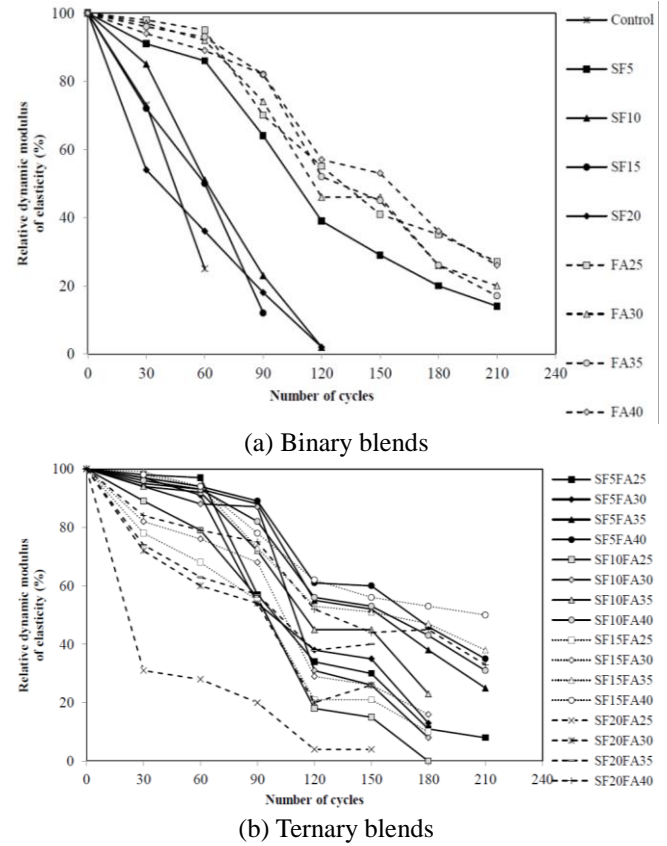 Relative dynamic modulus
of elasticity (%)
100
80
60
40
20
0
0 30 60 90 120 150 180 210 240
Number of cycles
Control
SF5
SF10
SF15
SF20
FA25
FA30
FA35
FA40
(a) Binary blends
Relative dynamic modulus
of elasticity (%)
100
80
60
40
20
0
0 30 60 90 120 150 180 210 240
Number of cycles
SF5FA25
SF5FA30
SF5FA35
SF5FA40
SF10FA25
SF10FA30
SF10FA35
SF10FA40
SF15FA25
SF15FA30
SF15FA35
SF15FA40
SF20FA25
SF20FA30
SF20FA35
SF20FA40
(b) Ternary blends